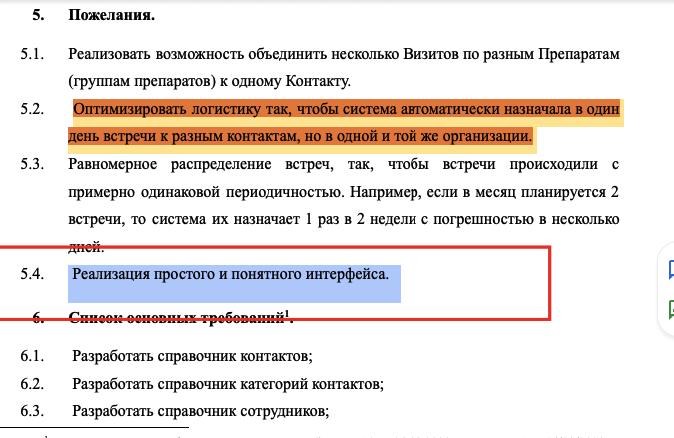 5. Пожелания.
5.1. Реализовать возможность объединить несколько Визитов по разным Препаратам
(группам препаратов) к одному Контакту.
5.2. Оптимизировать логистику так, чтобы система автоматически назначала в один
день встречи к разным контактам, но в одной и той же организации.
5.3. Равномерное распределение встреч, так, чтобы встречи происходили с
примерно одинаковой периодичностью. Например, если в месяц планируется 2
встречи, то система их назначает 1 раз в 2 недели с погрешностью в несколько
дней.
5.4. Реализация простого и понятного интерфейса.
6. Список основных требований¹.
6.1. Разработать справочник контактов;
6.2. Разработать справочник категорий контактов;
6.3. Разработать справочник сотрудников;